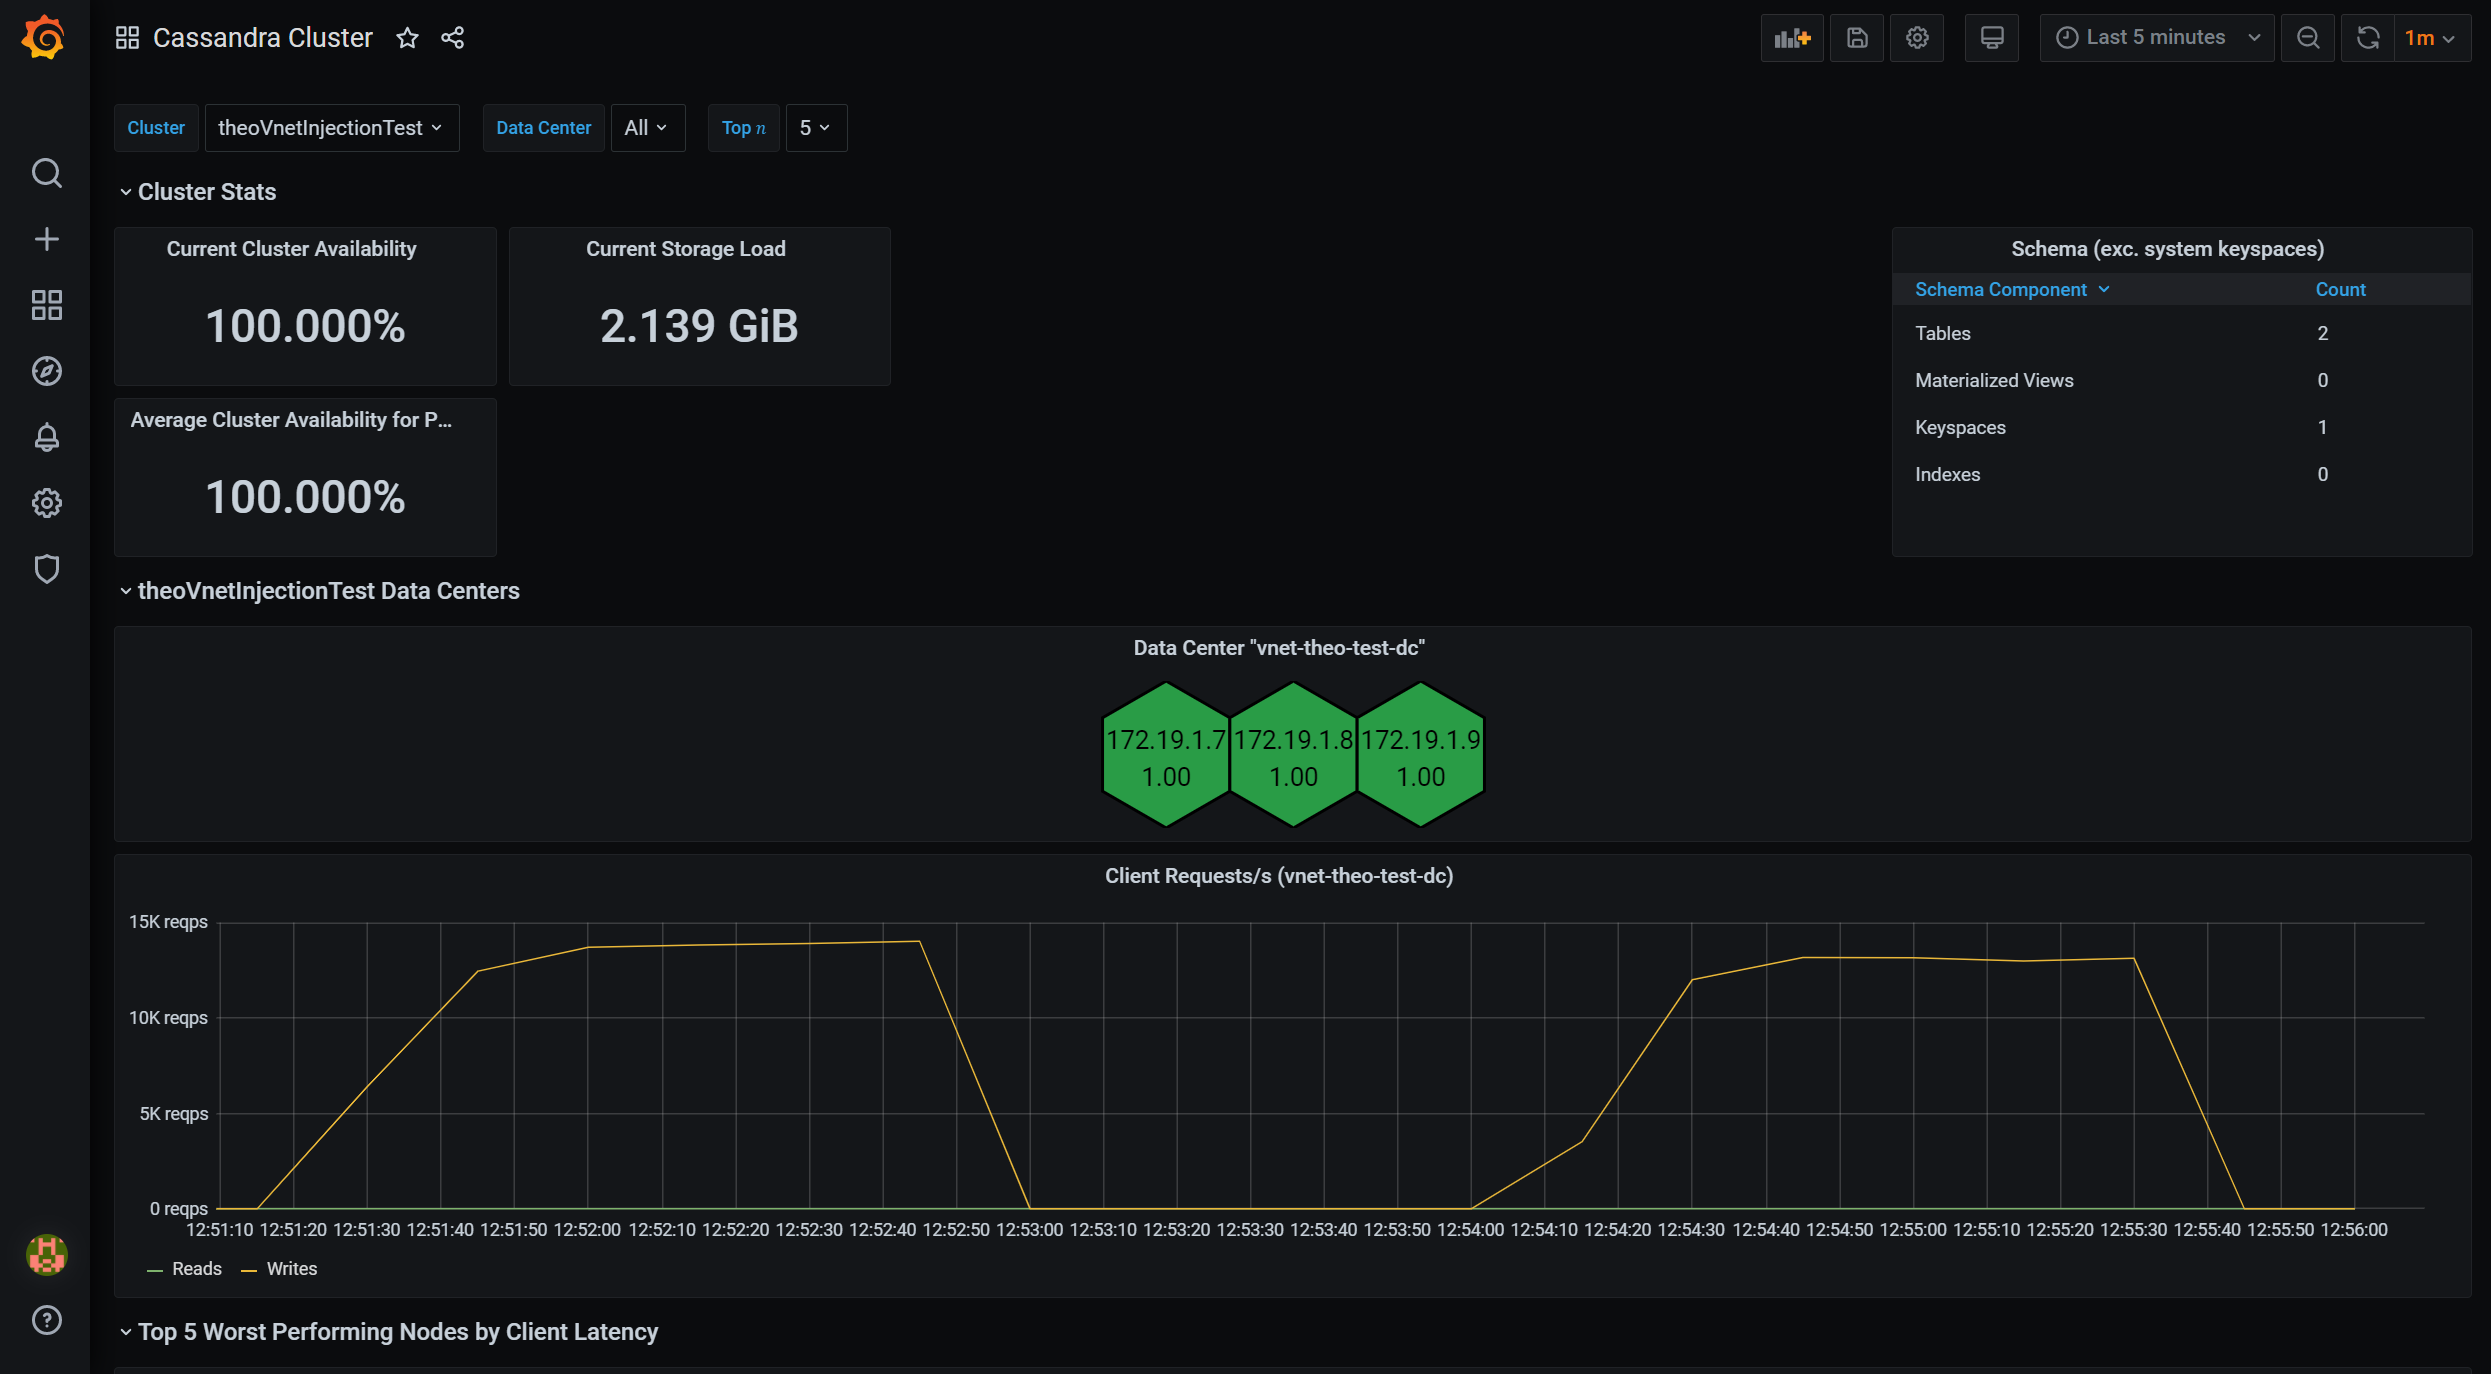 Cassandra Cluster
Last 5 minutes
1m
Cluster theoVnetInjectionTest Data Center All Top n 5
Cluster Stats
Current Cluster Availability
100.000%
Current Storage Load
2.139 GiB
Schema (exc. system keyspaces)
Schema Component Count
Tables 2
Materialized Views 0
Keyspaces 1
Indexes 0
Average Cluster Availability for P...
100.000%
theoVnetInjectionTest Data Centers
Data Center "vnet-theo-test-dc"
172.19.1.7 172.19.1.8 172.19.1.9
1.00 1.00 1.00
Client Requests/s (vnet-theo-test-dc)
15K reqps
10K reqps
5K reqps
0 reqps
12:51:10 12:51:20 12:51:30 12:51:40 12:51:50 12:52:00 12:52:10 12:52:20 12:52:30 12:52:40 12:52:50 12:53:00 12:53:10 12:53:20 12:53:30 12:53:40 12:53:50 12:54:00 12:54:10 12:54:20 12:54:30 12:54:40 12:54:50 12:55:00 12:55:10 12:55:20 12:55:30 12:55:40 12:55:50 12:56:00
Reads Writes
Top 5 Worst Performing Nodes by Client Latency